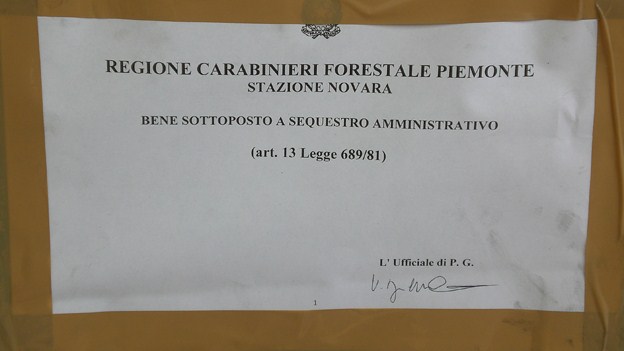 REGIONE CARABINIERI FORESTALE PIEMONTE
STAZIONE NOVARA
BENE SOTTOPOSTO A SEQUESTRO AMMINISTRATIVO
(art. 13 Legge 689/81)
L' Ufficiale di P. G.
1